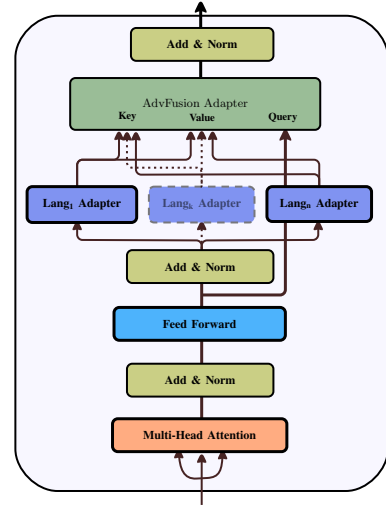 Add & Norm
AdvFusion Adapter
Key Value Query
Lang₁ Adapter Langₖ Adapter Langₙ Adapter
Add & Norm
Feed Forward
Add & Norm
Multi-Head Attention